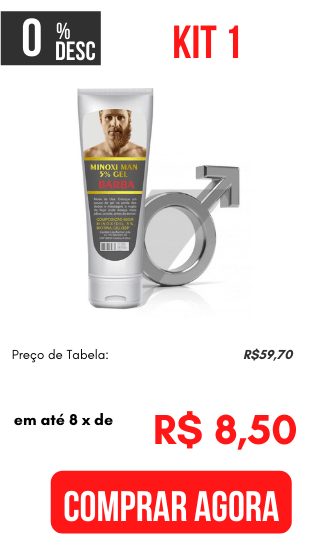 0 %
DESC
KIT 1
MINOXI MAN
5% GEL
BARBA
Preço de Tabela: R$59,70
em até 8 x de R$ 8,50
COMPRAR AGORA